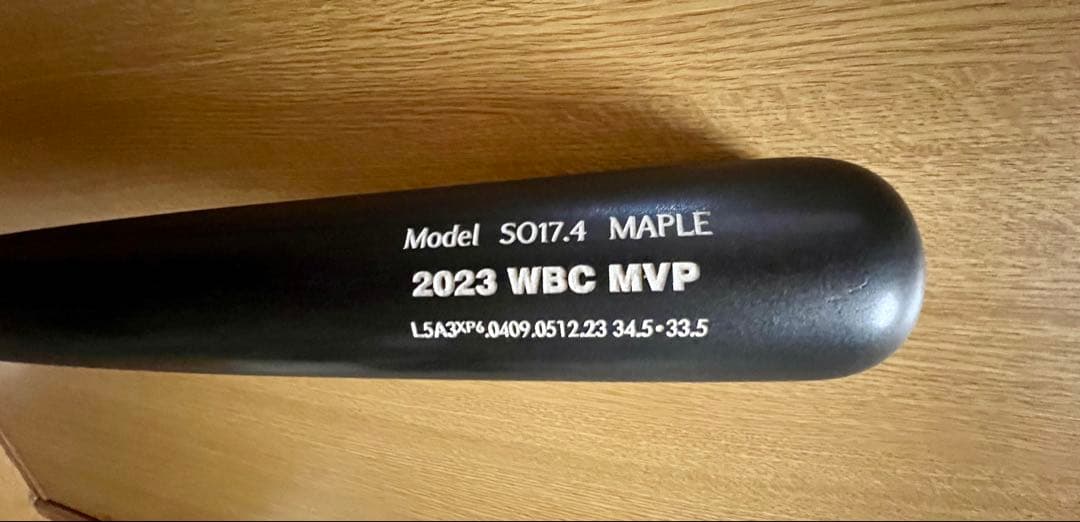 Model SO17.4 MAPLE
2023 WBC MVP
L5A3XP6.0409.0512.23 34.5•33.5